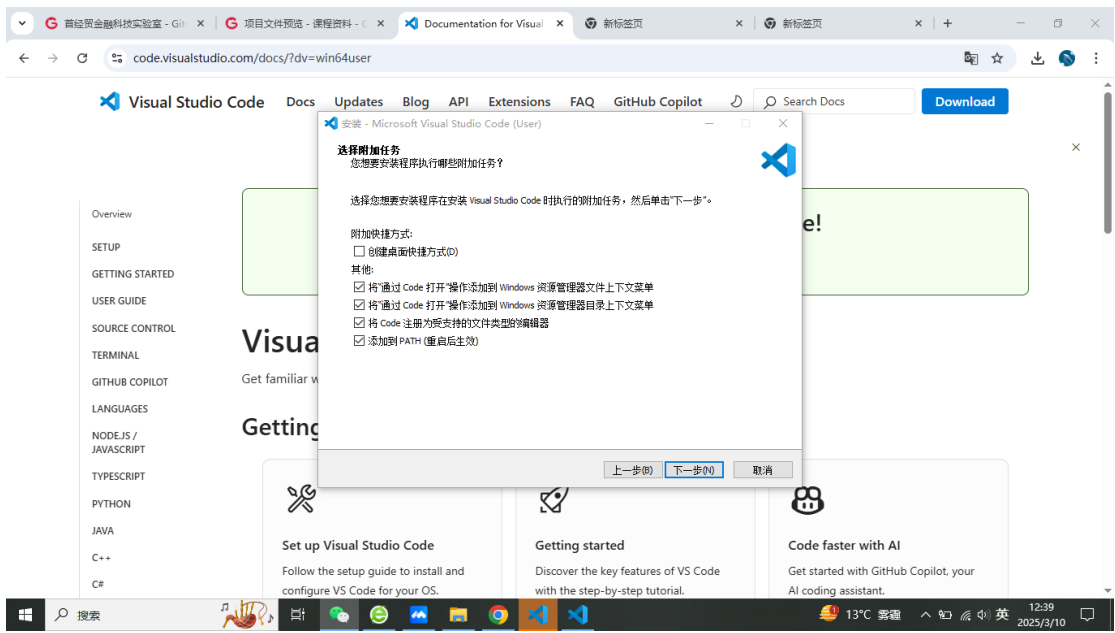 首经贸金融科技实验室 - Git
项目文件预览 - 课程资料 - G
Documentation for Visual
新标签页
新标签页
code.visualstudio.com/docs/?dv=win64user
Visual Studio Code
Docs
Updates
Blog
API
Extensions
FAQ
GitHub Copilot
Search Docs
Download
安装 - Microsoft Visual Studio Code (User)
选择附加任务
您想要安装程序执行哪些附加任务？
选择您想要安装程序在安装 Visual Studio Code 时执行的附加任务，然后单击"下一步"。
附加快捷方式:
创建桌面快捷方式(D)
其他:
将"通过 Code 打开"操作添加到 Windows 资源管理器文件上下文菜单
将"通过 Code 打开"操作添加到 Windows 资源管理器目录上下文菜单
将 Code 注册为受支持的文件类型的编辑器
添加到 PATH (重启后生效)
上一步(B)
下一步(N)
取消
e!
Overview
SETUP
GETTING STARTED
USER GUIDE
SOURCE CONTROL
TERMINAL
GITHUB COPILOT
LANGUAGES
NODE.JS /
JAVASCRIPT
TYPESCRIPT
PYTHON
JAVA
C++
C#
Visua
Get familiar w
Getting
Set up Visual Studio Code
Follow the setup guide to install and
configure VS Code for your OS.
Getting started
Discover the key features of VS Code
with the step-by-step tutorial.
Code faster with AI
Get started with GitHub Copilot, your
AI coding assistant.
搜索
13°C 雾霾
英
12:39
2025/3/10